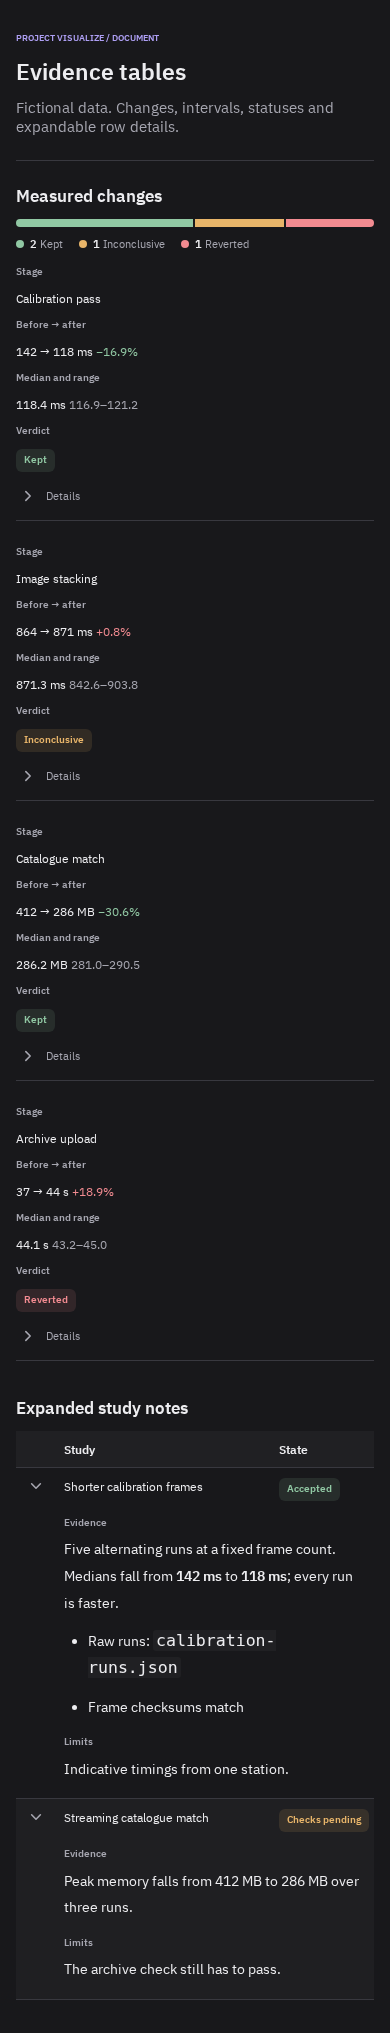 PROJECT VISUALIZE / DOCUMENT
Evidence tables
Fictional data. Changes, intervals, statuses and
expandable row details.
Measured changes
2 Kept 1 Inconclusive 1 Reverted
Stage
Calibration pass
Before → after
142 → 118 ms −16.9%
Median and range
118.4 ms 116.9–121.2
Verdict
Kept
Details
Stage
Image stacking
Before → after
864 → 871 ms +0.8%
Median and range
871.3 ms 842.6–903.8
Verdict
Inconclusive
Details
Stage
Catalogue match
Before → after
412 → 286 MB −30.6%
Median and range
286.2 MB 281.0–290.5
Verdict
Kept
Details
Stage
Archive upload
Before → after
37 → 44 s +18.9%
Median and range
44.1 s 43.2–45.0
Verdict
Reverted
Details
Expanded study notes
Study State
Shorter calibration frames Accepted
Evidence
Five alternating runs at a fixed frame count.
Medians fall from 142 ms to 118 ms; every run
is faster.
• Raw runs: calibration-
runs.json
• Frame checksums match
Limits
Indicative timings from one station.
Streaming catalogue match Checks pending
Evidence
Peak memory falls from 412 MB to 286 MB over
three runs.
Limits
The archive check still has to pass.